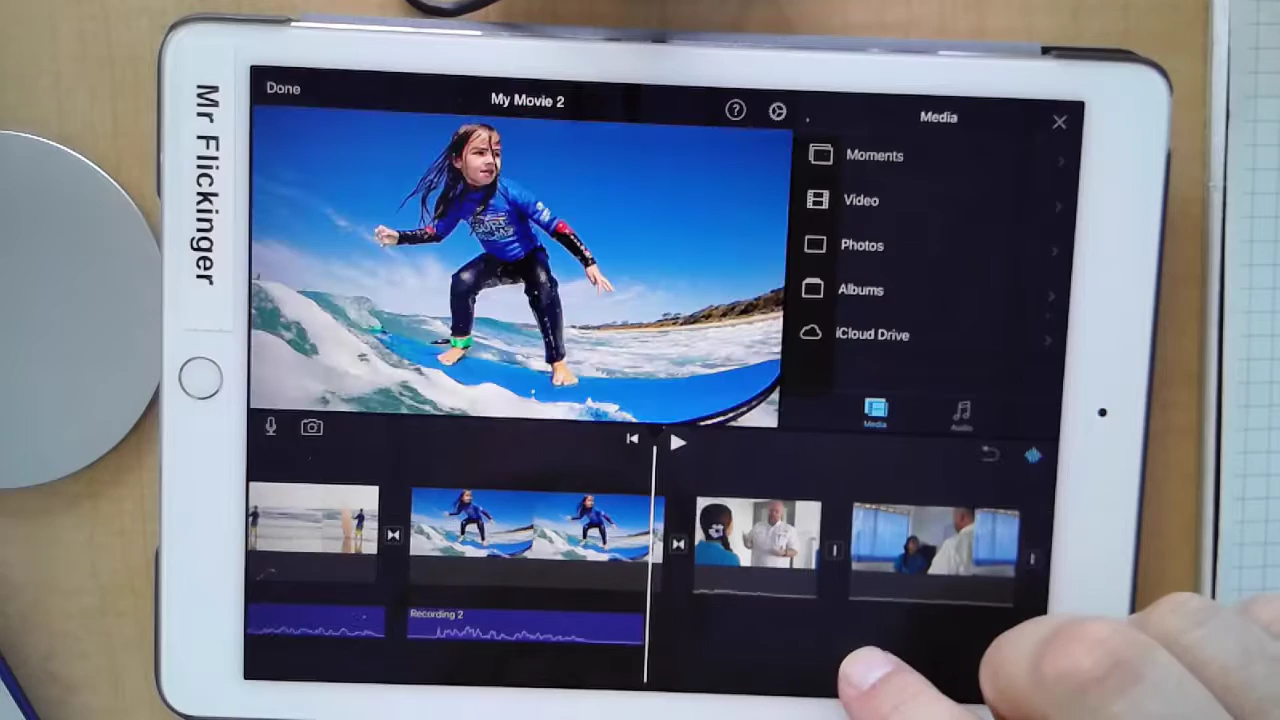 Mr Flickinger
Done
My Movie 2
?
Media
Moments
Video
Photos
Albums
iCloud Drive
Media
Audio
Recording 2